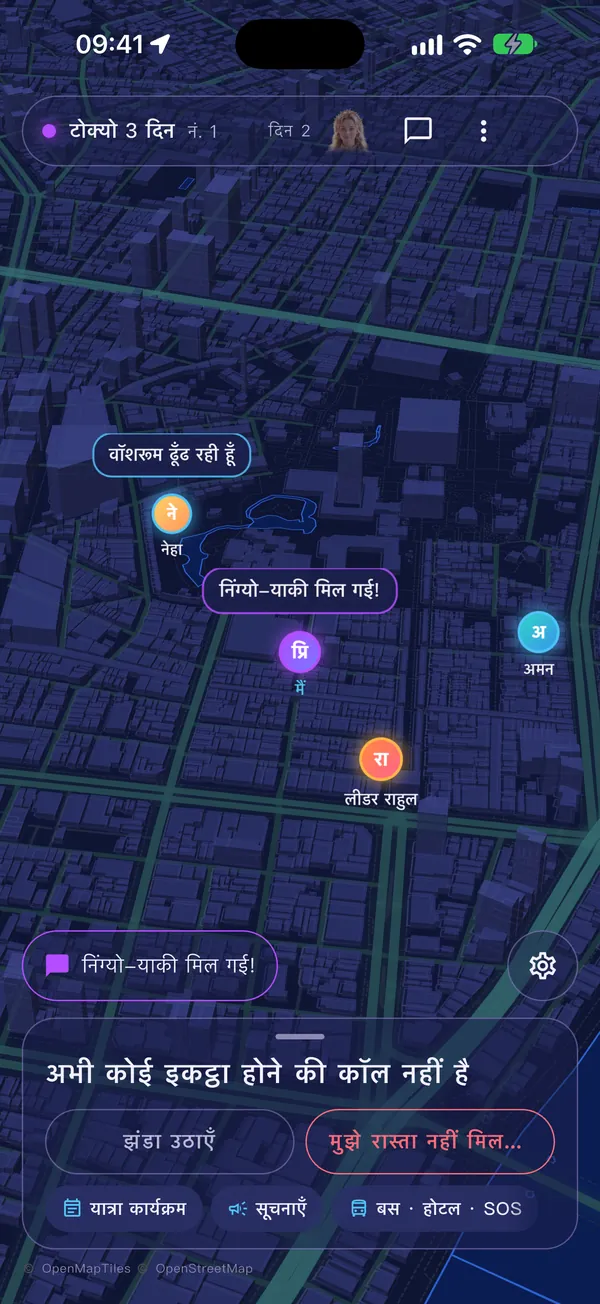 09:41
टोक्यो 3 दिन नं. 1 दिन 2
वॉशरूम ढूँढ रही हूँ
ने
नेहा
निंग्यो-याकी मिल गई!
प्रि
मैं
अ
अमन
रा
लीडर राहुल
निंग्यो-याकी मिल गई!
अभी कोई इकट्ठा होने की कॉल नहीं है
झंडा उठाएँ
मुझे रास्ता नहीं मिल...
यात्रा कार्यक्रम
सूचनाएँ
बस · होटल · SOS
© OpenMapTiles © OpenStreetMap